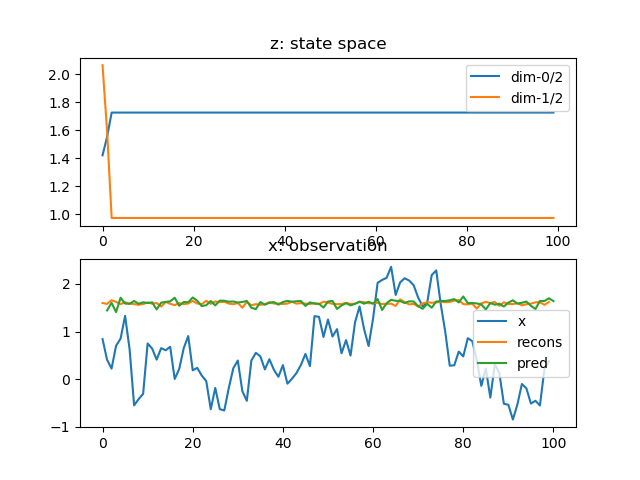 z: state space
2.0
1.8
1.6
1.4
1.2
1.0
dim-0/2
dim-1/2
0 20 40 60 80 100
x: observation
2
1
0
−1
x
recons
pred
0 20 40 60 80 100